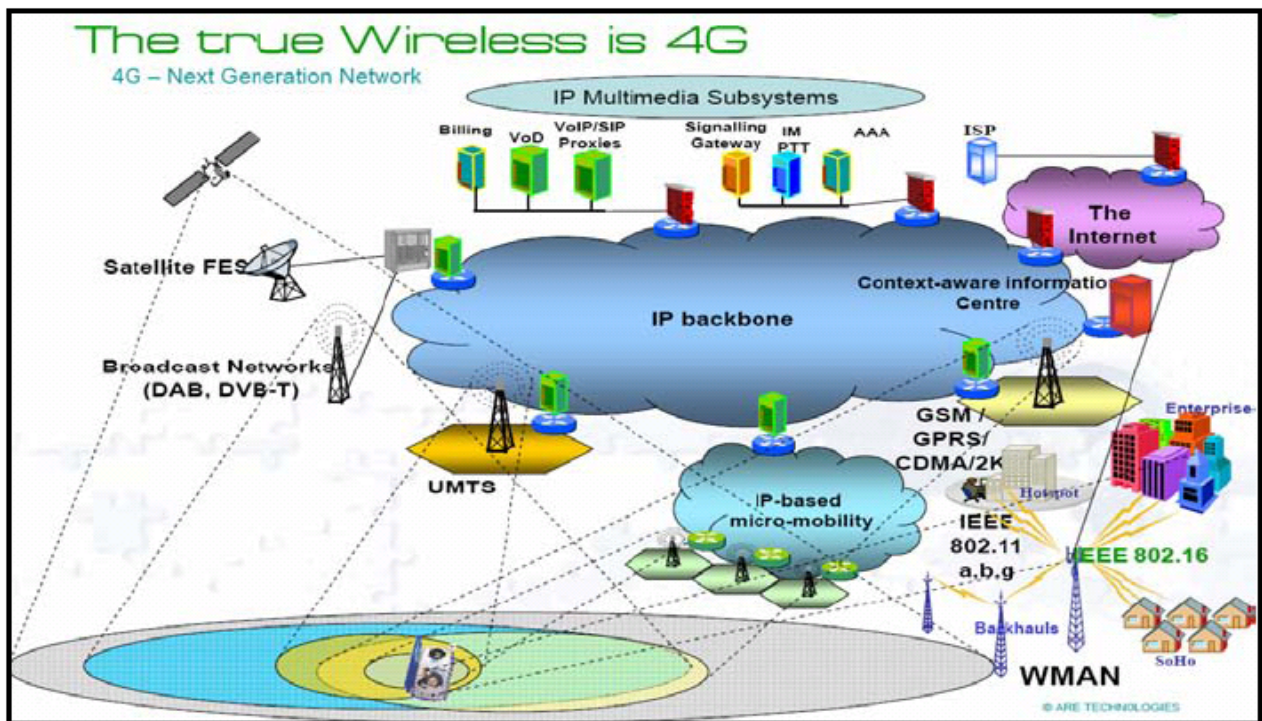 The true Wireless is 4G
4G – Next Generation Network
IP Multimedia Subsystems
Billing
VoD
VoIP/SIP
Proxies
Signalling
Gateway
IM
PTT
AAA
ISP
The
Internet
Satellite FES
Context-aware information
Centre
IP backbone
Broadcast Networks
(DAB, DVB-T)
UMTS
GSM /
GPRS/
CDMA/2K
Enterprise-
IP-based
micro-mobility
Hotspot
IEEE
802.11
a,b,g
IEEE 802.16
Backhauls
SoHo
WMAN
© ARE TECHNOLOGIES